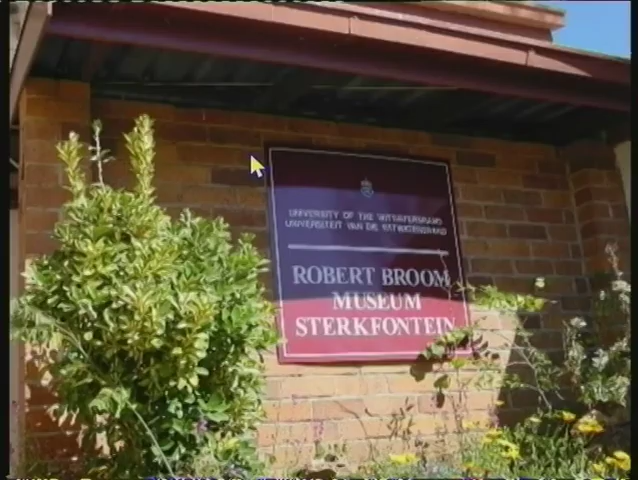 UNIVERSITY OF THE WITWATERSRAND
UNIVERSITEIT VAN DIE WITWATERSRAND
ROBERT BROOM
MUSEUM
STERKFONTEIN